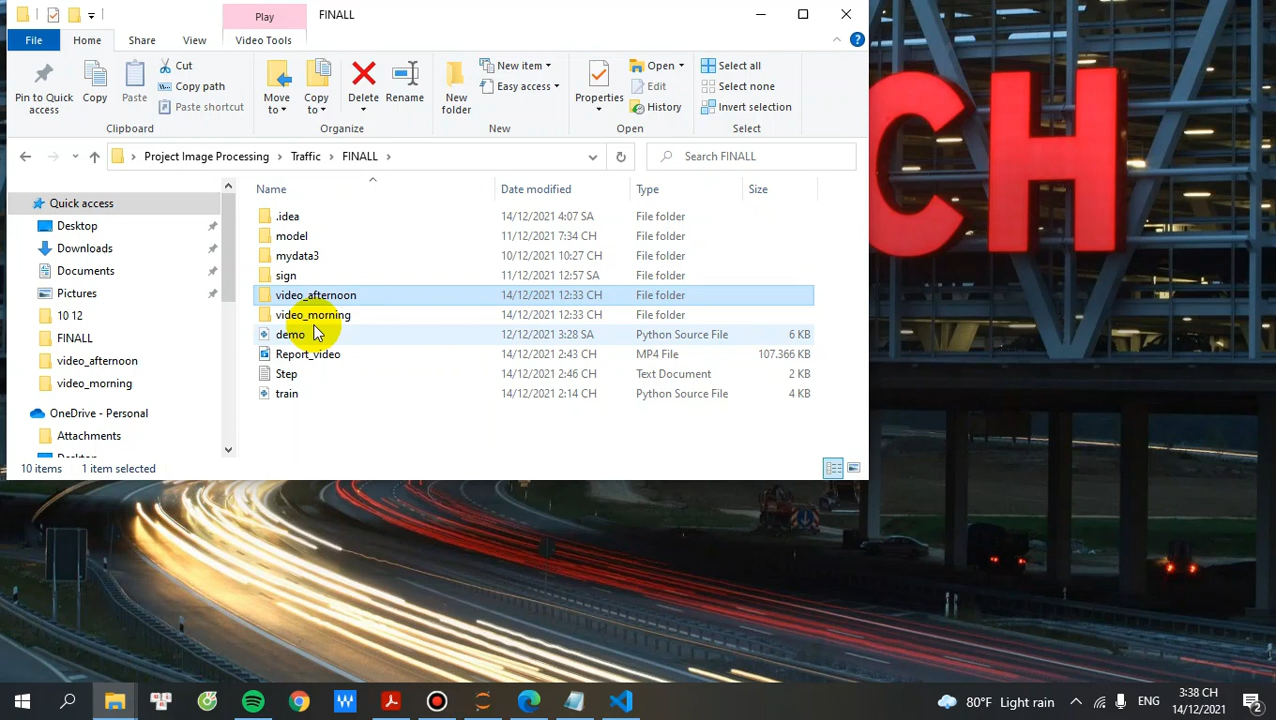 Play
FINALL
File
Home
Share
View
Video Tools
Pin to Quick access
Copy
Paste
Cut
Copy path
Paste shortcut
Move to
Copy to
Delete
Rename
New folder
New item
Easy access
Properties
Open
Edit
History
Select all
Select none
Invert selection
Clipboard
Organize
New
Open
Select
Project Image Processing > Traffic > FINALL >
Search FINALL
Name Date modified Type Size
Quick access
Desktop
Downloads
Documents
Pictures
10 12
FINALL
video_afternoon
video_morning
OneDrive - Personal
Attachments
Desktop
.idea 14/12/2021 4:07 SA File folder
model 11/12/2021 7:34 CH File folder
mydata3 10/12/2021 10:27 CH File folder
sign 11/12/2021 12:57 SA File folder
video_afternoon 14/12/2021 12:33 CH File folder
video_morning 14/12/2021 12:33 CH File folder
demo 12/12/2021 3:28 SA Python Source File 6 KB
Report_video 14/12/2021 2:43 CH MP4 File 107.366 KB
Step 14/12/2021 2:46 CH Text Document 2 KB
train 14/12/2021 2:14 CH Python Source File 4 KB
10 items 1 item selected
CH
80°F Light rain
ENG
3:38 CH
14/12/2021
2